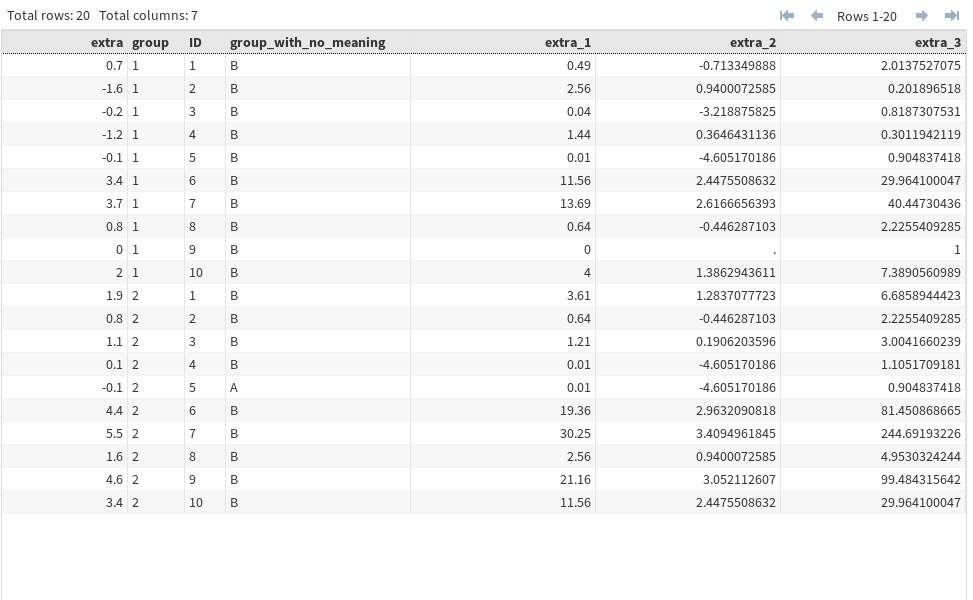 Total rows: 20 Total columns: 7 Rows 1-20
extra group ID group_with_no_meaning extra_1 extra_2 extra_3
0.7 1 1 B 0.49 -0.713349888 2.0137527075
-1.6 1 2 B 2.56 0.9400072585 0.201896518
-0.2 1 3 B 0.04 -3.218875825 0.8187307531
-1.2 1 4 B 1.44 0.3646431136 0.3011942119
-0.1 1 5 B 0.01 -4.605170186 0.904837418
3.4 1 6 B 11.56 2.4475508632 29.964100047
3.7 1 7 B 13.69 2.6166656393 40.44730436
0.8 1 8 B 0.64 -0.446287103 2.2255409285
0 1 9 B 0 . 1
2 1 10 B 4 1.3862943611 7.3890560989
1.9 2 1 B 3.61 1.2837077723 6.6858944423
0.8 2 2 B 0.64 -0.446287103 2.2255409285
1.1 2 3 B 1.21 0.1906203596 3.0041660239
0.1 2 4 B 0.01 -4.605170186 1.1051709181
-0.1 2 5 A 0.01 -4.605170186 0.904837418
4.4 2 6 B 19.36 2.9632090818 81.450868665
5.5 2 7 B 30.25 3.4094961845 244.69193226
1.6 2 8 B 2.56 0.9400072585 4.9530324244
4.6 2 9 B 21.16 3.052112607 99.484315642
3.4 2 10 B 11.56 2.4475508632 29.964100047